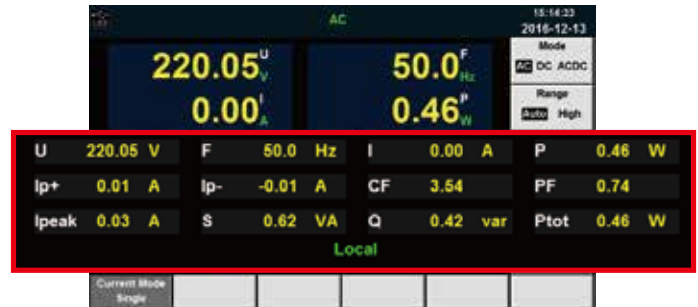 AC
15:14:23
2016-12-13
220.05 U V
50.0 F Hz
Mode
AC DC ACDC
0.00 I A
0.46 P W
Range
Auto High
U 220.05 V F 50.0 Hz I 0.00 A P 0.46 W
Ip+ 0.01 A Ip- -0.01 A CF 3.54 PF 0.74
Ipeak 0.03 A S 0.62 VA Q 0.42 var Ptot 0.46 W
Local
Current Mode
Single